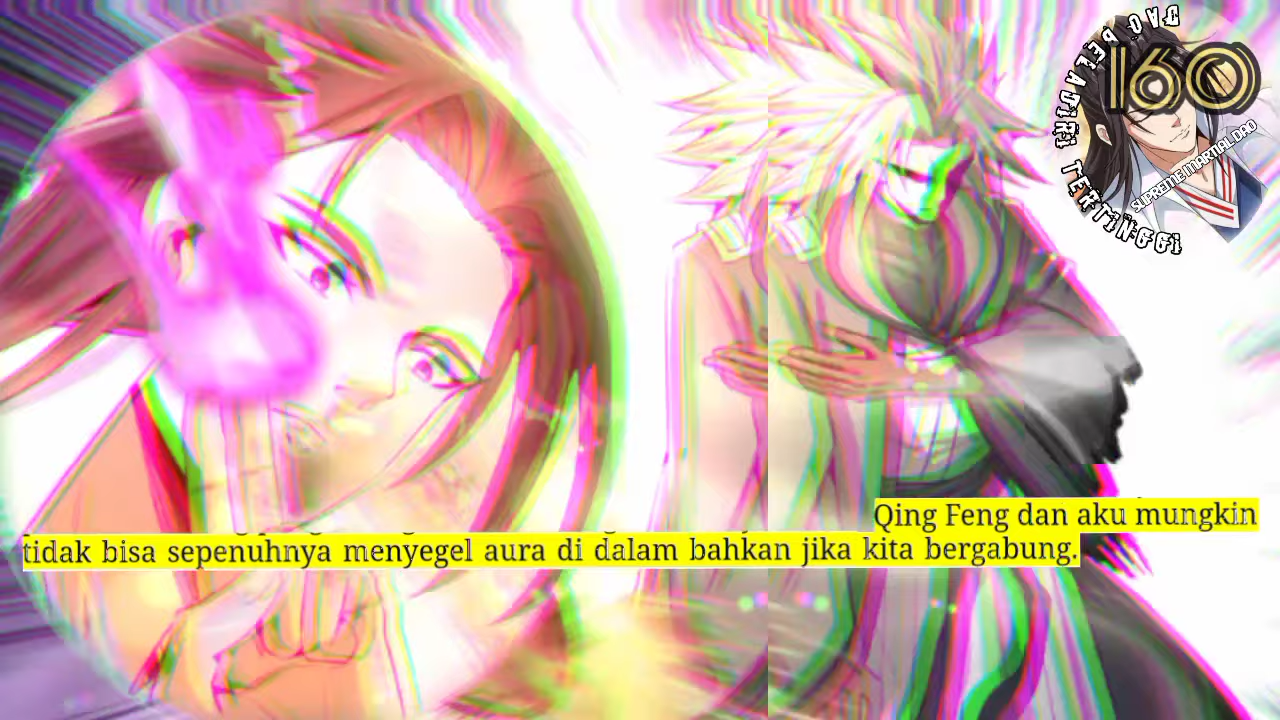 DAO BELADIRI TERTINGGI
160
SUPREME MARTIAL DAO
Qing Feng dan aku mungkin
tidak bisa sepenuhnya menyegel aura di dalam bahkan jika kita bergabung.